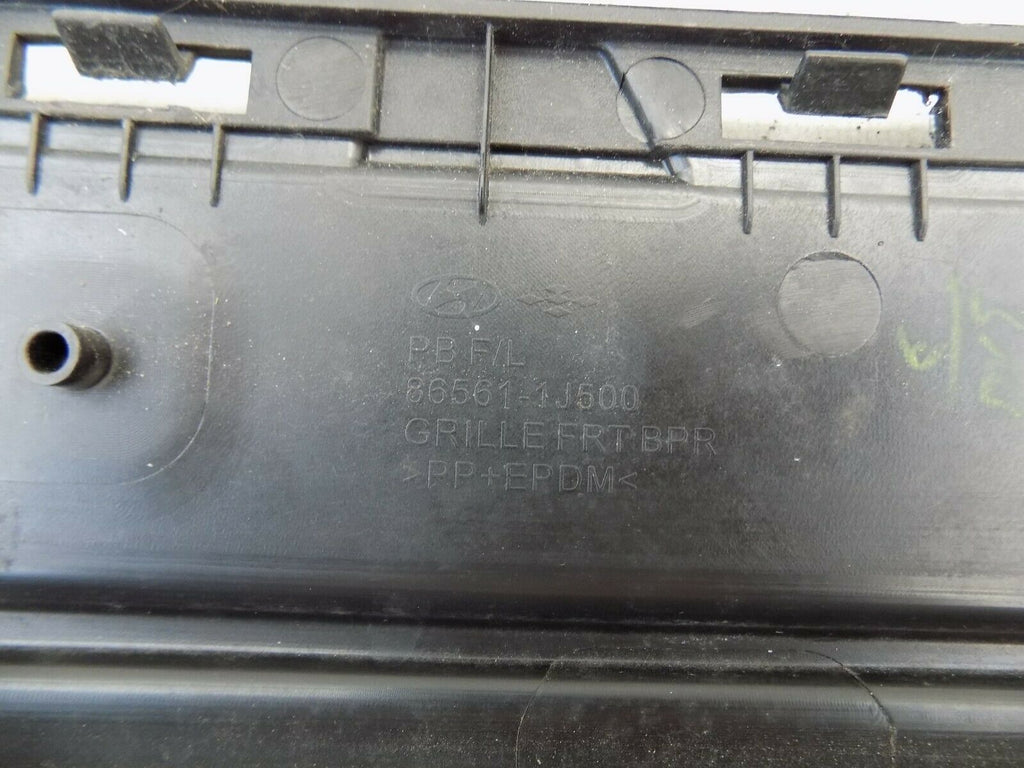 PB F/L
86561-1J500
GRILLE FRT BPR
>PP+EPDM<